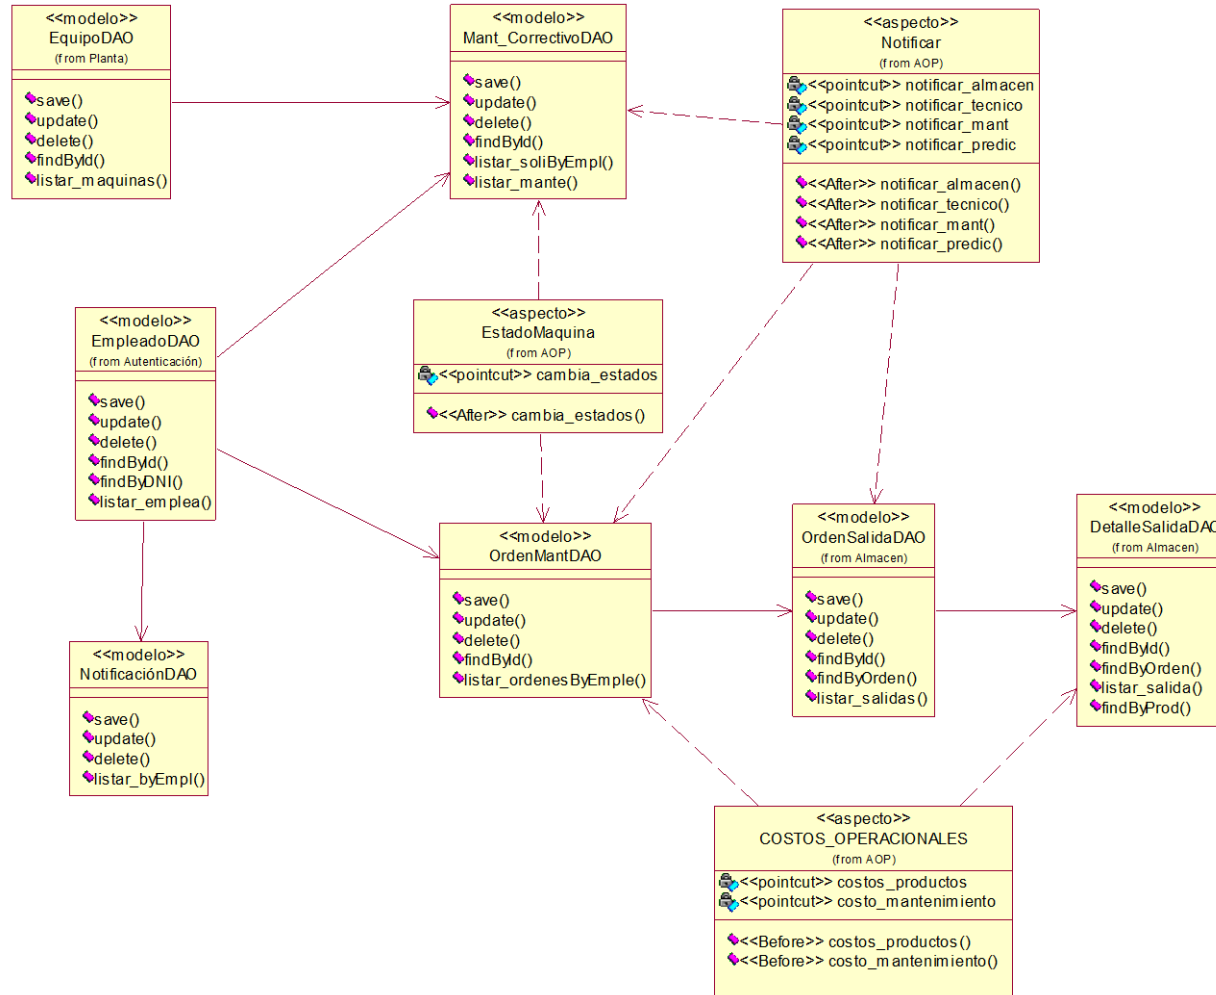 <<modelo>>
EquipoDAO
(from Planta)
save()
update()
delete()
findById()
listar_maquinas()
<<modelo>>
Mant_CorrectivoDAO
save()
update()
delete()
findById()
listar_soliByEmpl()
listar_mante()
<<aspecto>>
Notificar
(from AOP)
<<pointcut>> notificar_almacen
<<pointcut>> notificar_tecnico
<<pointcut>> notificar_mant
<<pointcut>> notificar_predic
<<After>> notificar_almacen()
<<After>> notificar_tecnico()
<<After>> notificar_mant()
<<After>> notificar_predic()
<<modelo>>
EmpleadoDAO
(from Autenticación)
save()
update()
delete()
findById()
findByDNI()
listar_emplea()
<<aspecto>>
EstadoMaquina
(from AOP)
<<pointcut>> cambia_estados
<<After>> cambia_estados()
<<modelo>>
OrdenMantDAO
save()
update()
delete()
findById()
listar_ordenesByEmple()
<<modelo>>
OrdenSalidaDAO
(from Almacen)
save()
update()
delete()
findById()
findByOrden()
listar_salidas()
<<modelo>>
DetalleSalidaDAO
(from Almacen)
save()
update()
delete()
findById()
findByOrden()
listar_salida()
findByProd()
<<modelo>>
NotificaciónDAO
save()
update()
delete()
listar_byEmpl()
<<aspecto>>
COSTOS_OPERACIONALES
(from AOP)
<<pointcut>> costos_productos
<<pointcut>> costo_mantenimiento
<<Before>> costos_productos()
<<Before>> costo_mantenimiento()